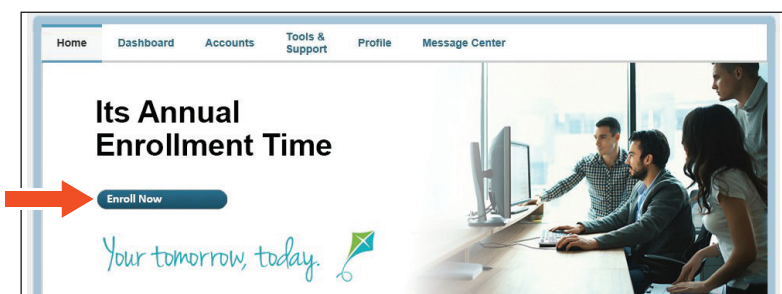 Home Dashboard Accounts Tools & Support Profile Message Center
Its Annual
Enrollment Time
Enroll Now
Your tomorrow, today.